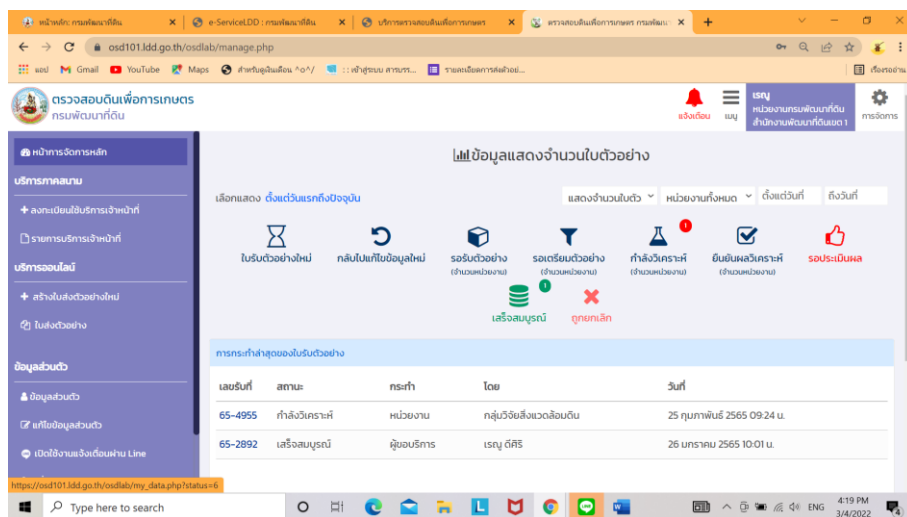 หน้าหลัก: กรมพัฒนาที่ดิน
e-ServiceLDD : กรมพัฒนาที่ดิน
บริการตรวจสอบดินเพื่อการเกษตร
ตรวจสอบดินเพื่อการเกษตร กรมพัฒนา
osd101.ldd.go.th/osdlab/manage.php
แอป Gmail YouTube Maps สำหรับดูดินเดือน ^o^/ ::เข้าสู่ระบบ สารบรร... รายละเอียดการส่งตัวอย่... เรื่องรออ่าน
ตรวจสอบดินเพื่อการเกษตร
กรมพัฒนาที่ดิน
แจ้งเตือน
เมนู
เรณู
หน่วยงานกรมพัฒนาที่ดิน
สำนักงานพัฒนาที่ดินเขต 1
การจัดการ
หน้าการจัดการหลัก
บริการภาคสนาม
ลงทะเบียนใช้บริการเจ้าหน้าที่
รายการบริการเจ้าหน้าที่
บริการออนไลน์
สร้างใบส่งตัวอย่างใหม่
ใบส่งตัวอย่าง
ข้อมูลส่วนตัว
ข้อมูลส่วนตัว
แก้ไขข้อมูลส่วนตัว
เปิดใช้งานแจ้งเตือนผ่าน Line
ข้อมูลแสดงจำนวนใบตัวอย่าง
เลือกแสดง ตั้งแต่วันแรกถึงปัจจุบัน
แสดงจำนวนใบตัว หน่วยงานทั้งหมด ตั้งแต่วันที่ ถึงวันที่
1
ใบรับตัวอย่างใหม่ กลับไปแก้ไขข้อมูลใหม่ รอรับตัวอย่าง รอเตรียมตัวอย่าง กำลังวิเคราะห์ ยืนยันผลวิเคราะห์ รอประเมินผล
(จำนวนหน่วยงาน) (จำนวนหน่วยงาน) (จำนวนหน่วยงาน) (จำนวนหน่วยงาน)
1
เสร็จสมบูรณ์ ถูกยกเลิก
การกระทำล่าสุดของใบรับตัวอย่าง
เลขรับที่ สถานะ กระทำ โดย วันที่
65-4955 กำลังวิเคราะห์ หน่วยงาน กลุ่มวิจัยสิ่งแวดล้อมดิน 25 กุมภาพันธ์ 2565 09:24 น.
65-2892 เสร็จสมบูรณ์ ผู้ขอบริการ เรณู ดีศิริ 26 มกราคม 2565 10:01 น.
https://osd101.ldd.go.th/osdlab/my_data.php?status=6
Type here to search
ENG
4:19 PM
3/4/2022
4